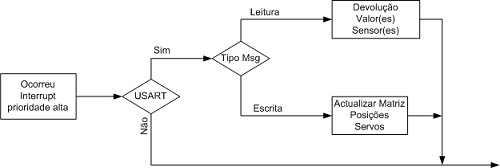 Ocorreu
Interrupt
prioridade alta
USART
Sim
Não
Tipo Msg
Leitura
Escrita
Devolução
Valor(es)
Sensor(es)
Actualizar Matriz
Posições
Servos